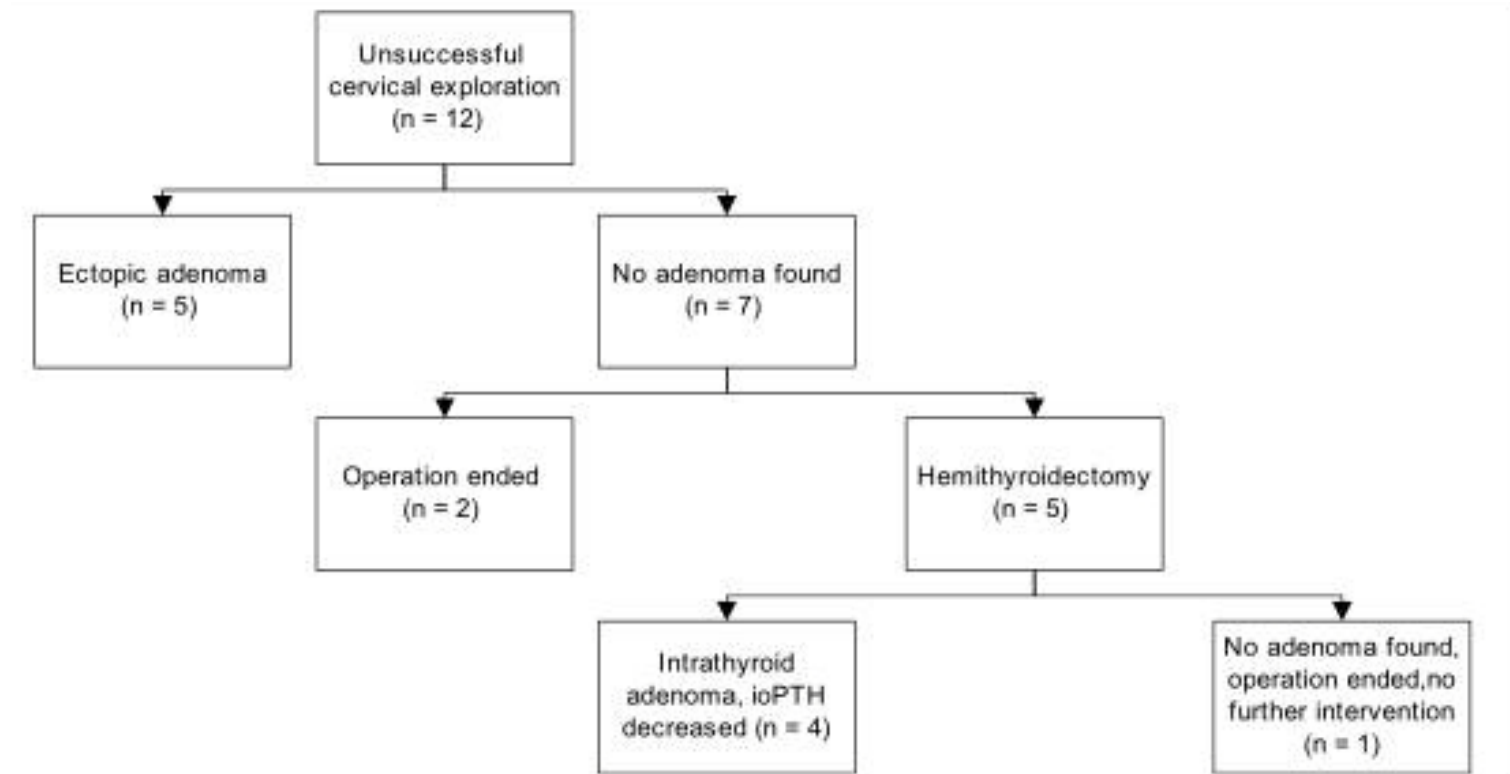 Unsuccessful
cervical exploration
(n = 12)
Ectopic adenoma
(n = 5)
No adenoma found
(n = 7)
Operation ended
(n = 2)
Hemithyroidectomy
(n = 5)
Intrathyroid
adenoma, ioPTH
decreased (n = 4)
No adenoma found,
operation ended,no
further intervention
(n = 1)